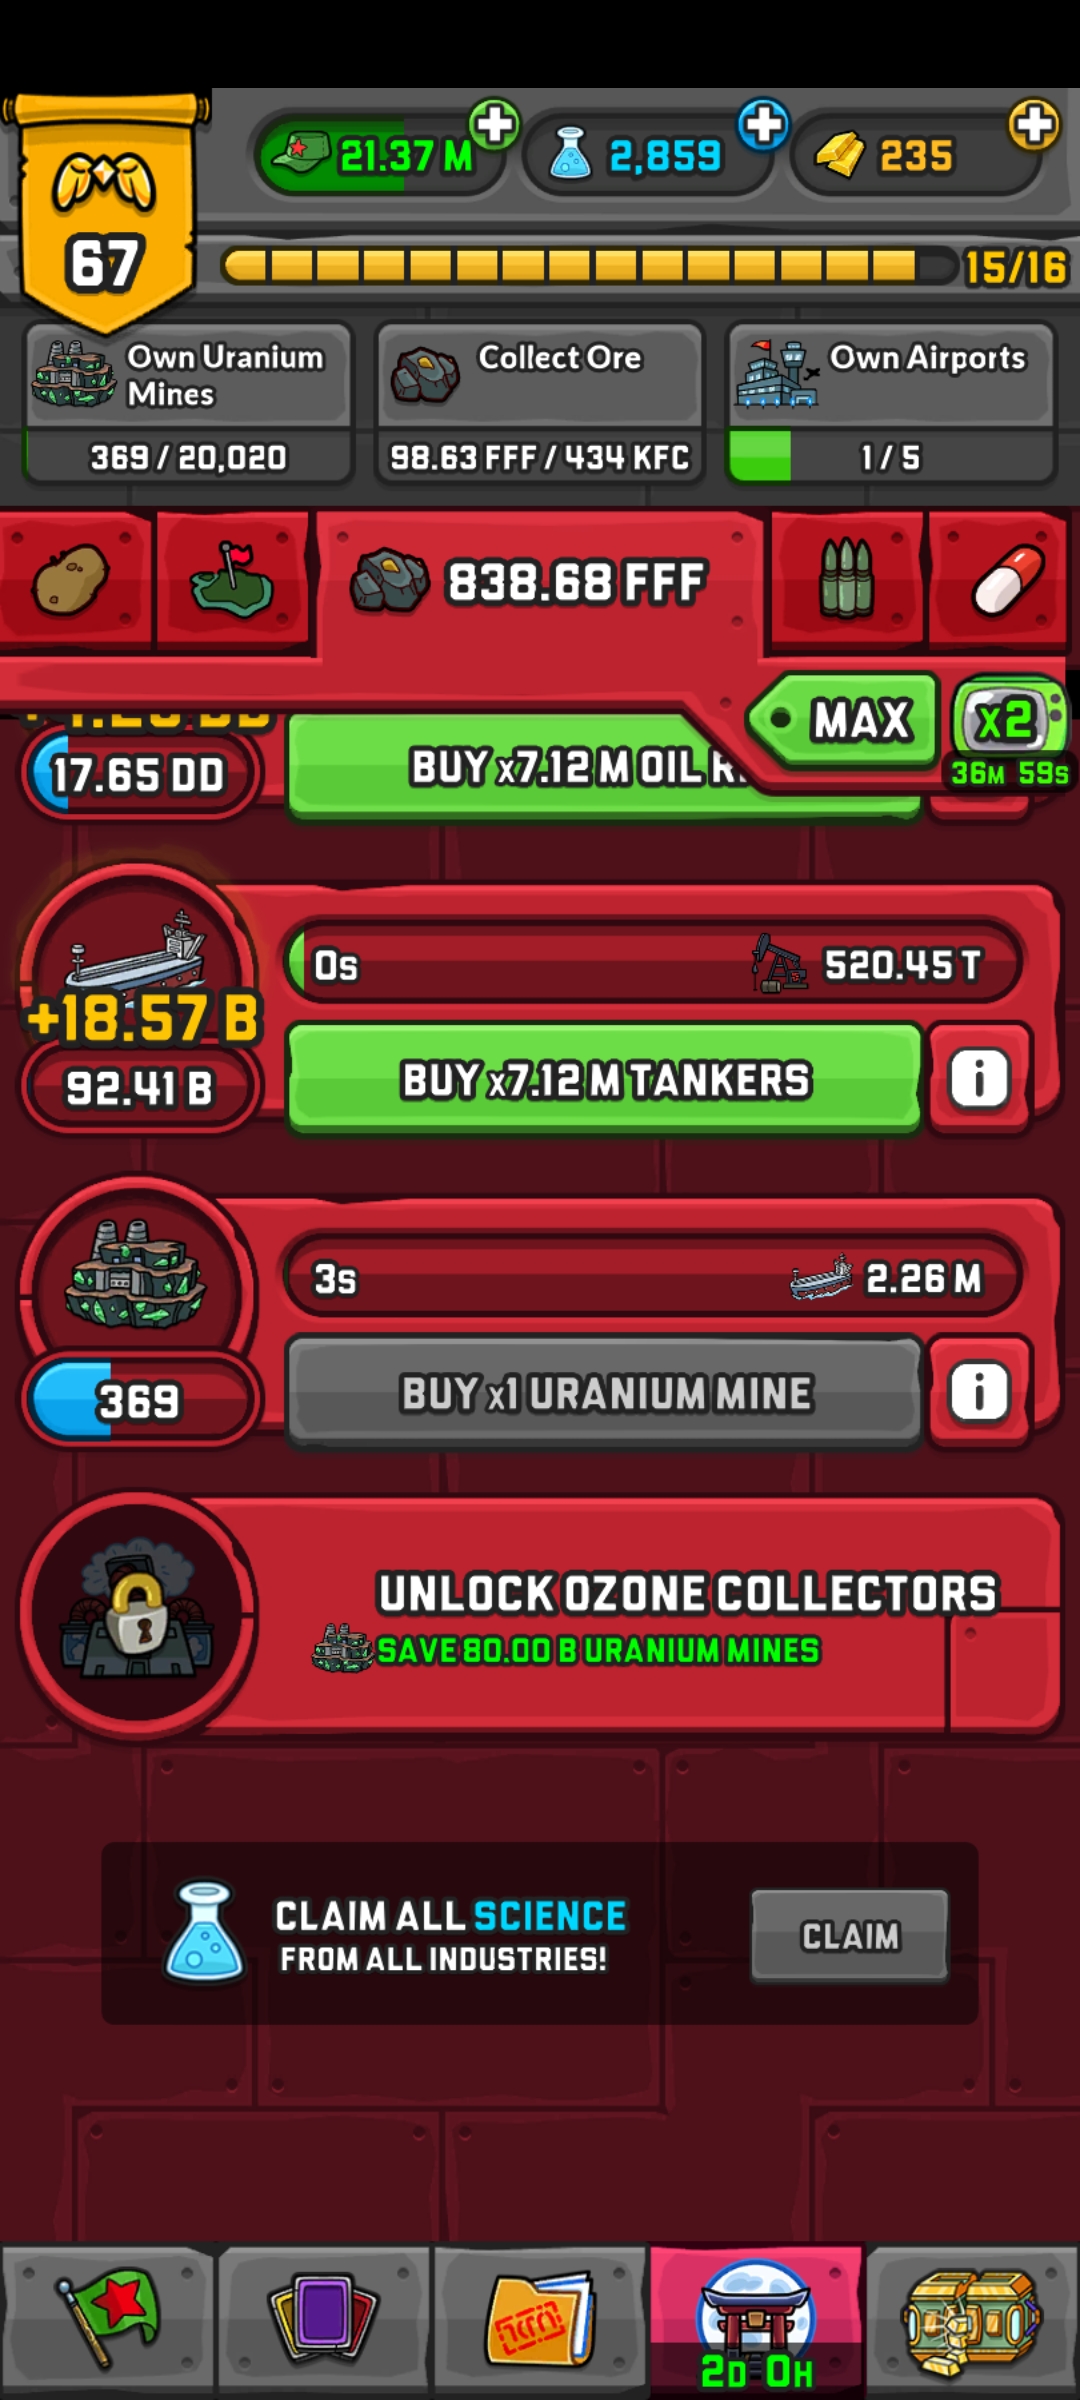 21.37 M
2,859
235
67
15/16
Own Uranium
Mines
369 / 20,020
Collect Ore
98.63 FFF / 434 KFC
Own Airports
1 / 5
838.68 FFF
MAX
x2
36M 59S
17.65 DD
BUY x7.12 M OIL
0s
520.45 T
+18.57 B
92.41 B
BUY x7.12 M TANKERS
3s
2.26 M
369
BUY x1 URANIUM MINE
UNLOCK OZONE COLLECTORS
SAVE 80.00 B URANIUM MINES
CLAIM ALL SCIENCE
FROM ALL INDUSTRIES!
CLAIM
2D 0H